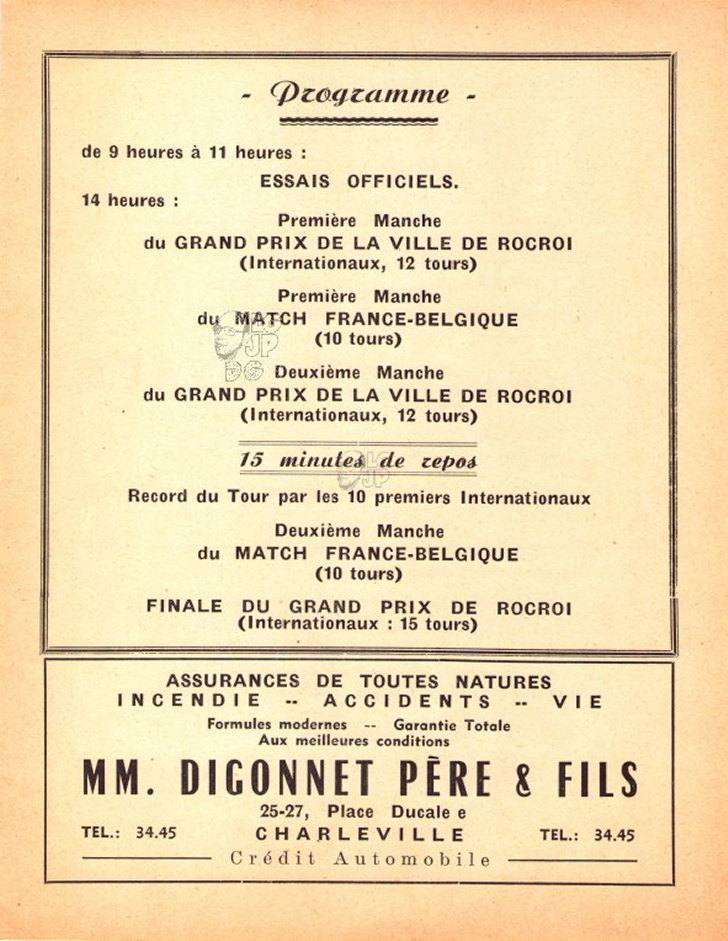 - Programme -
de 9 heures à 11 heures :
ESSAIS OFFICIELS.
14 heures :
Première Manche
du GRAND PRIX DE LA VILLE DE ROCROI
(Internationaux, 12 tours)
Première Manche
du MATCH FRANCE-BELGIQUE
(10 tours)
Deuxième Manche
du GRAND PRIX DE LA VILLE DE ROCROI
(Internationaux, 12 tours)
15 minutes de repos
Record du Tour par les 10 premiers Internationaux
Deuxième Manche
du MATCH FRANCE-BELGIQUE
(10 tours)
FINALE DU GRAND PRIX DE ROCROI
(Internationaux : 15 tours)
ASSURANCES DE TOUTES NATURES
INCENDIE -- ACCIDENTS -- VIE
Formules modernes -- Garantie Totale
Aux meilleures conditions
MM. DIGONNET PÈRE & FILS
25-27, Place Ducale e
TEL.: 34.45 CHARLEVILLE TEL.: 34.45
Crédit Automobile